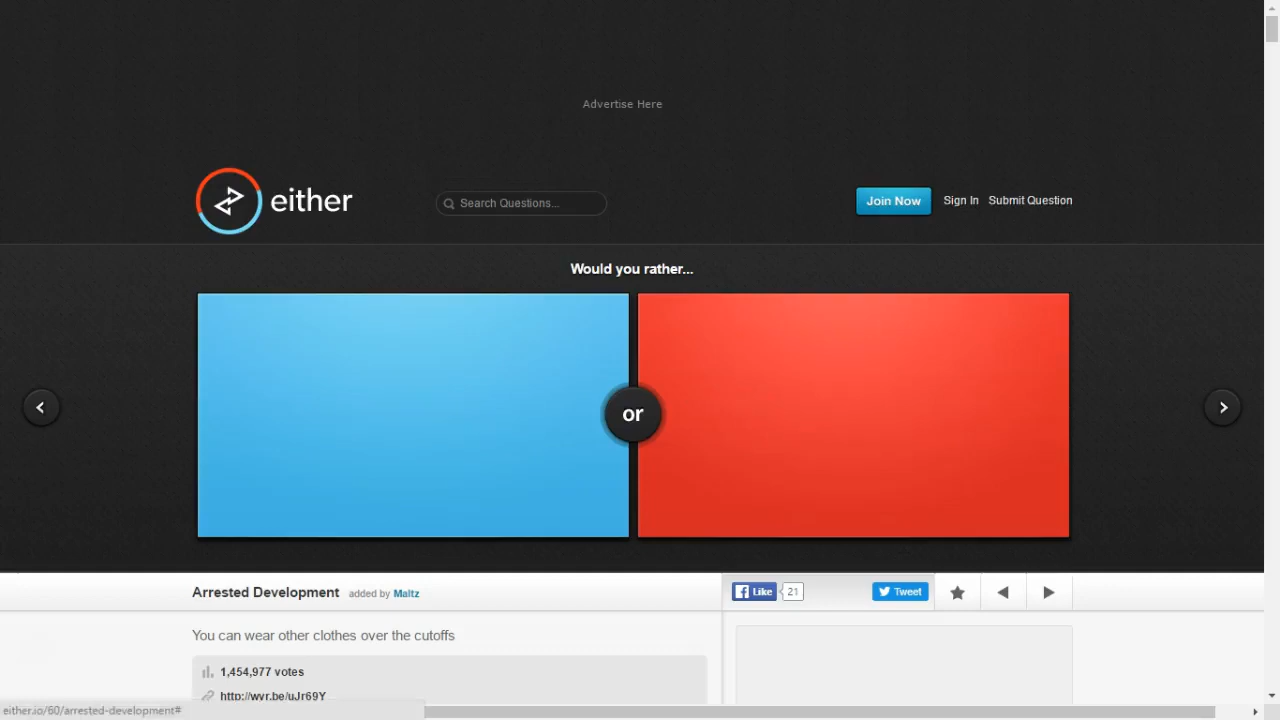 Advertise Here
either
Search Questions...
Join Now
Sign In
Submit Question
Would you rather...
or
Arrested Development added by Maltz
Like
21
Tweet
You can wear other clothes over the cutoffs
1,454,977 votes
http://wyr.be/uJr69Y
either.io/60/arrested-development#